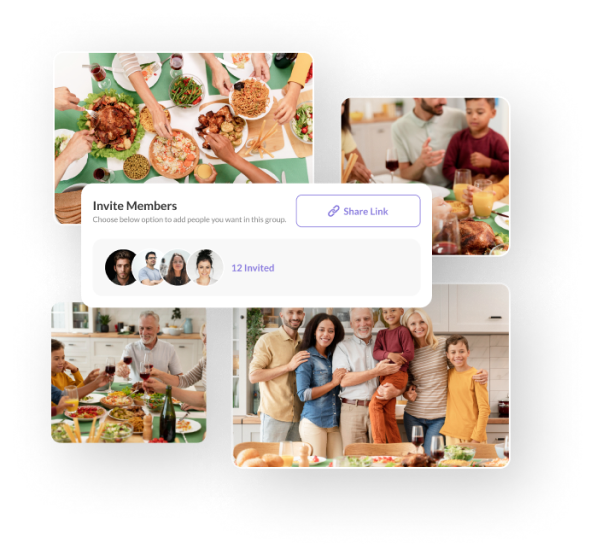 Invite Members
Choose below option to add people you want in this group.
Share Link
12 Invited